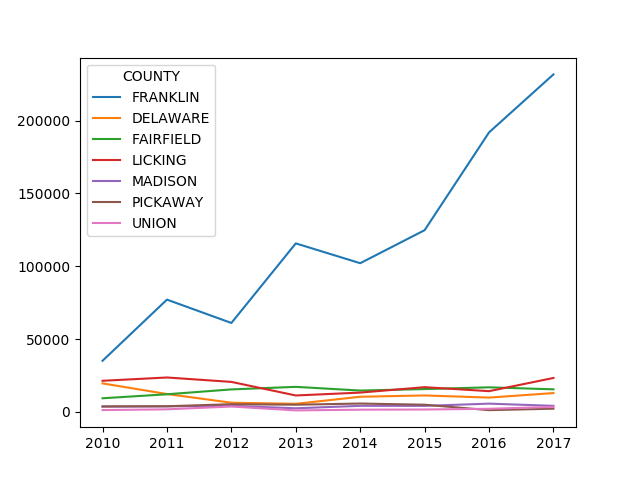 COUNTY
FRANKLIN
DELAWARE
FAIRFIELD
LICKING
MADISON
PICKAWAY
UNION
200000
150000
100000
50000
0
2010 2011 2012 2013 2014 2015 2016 2017